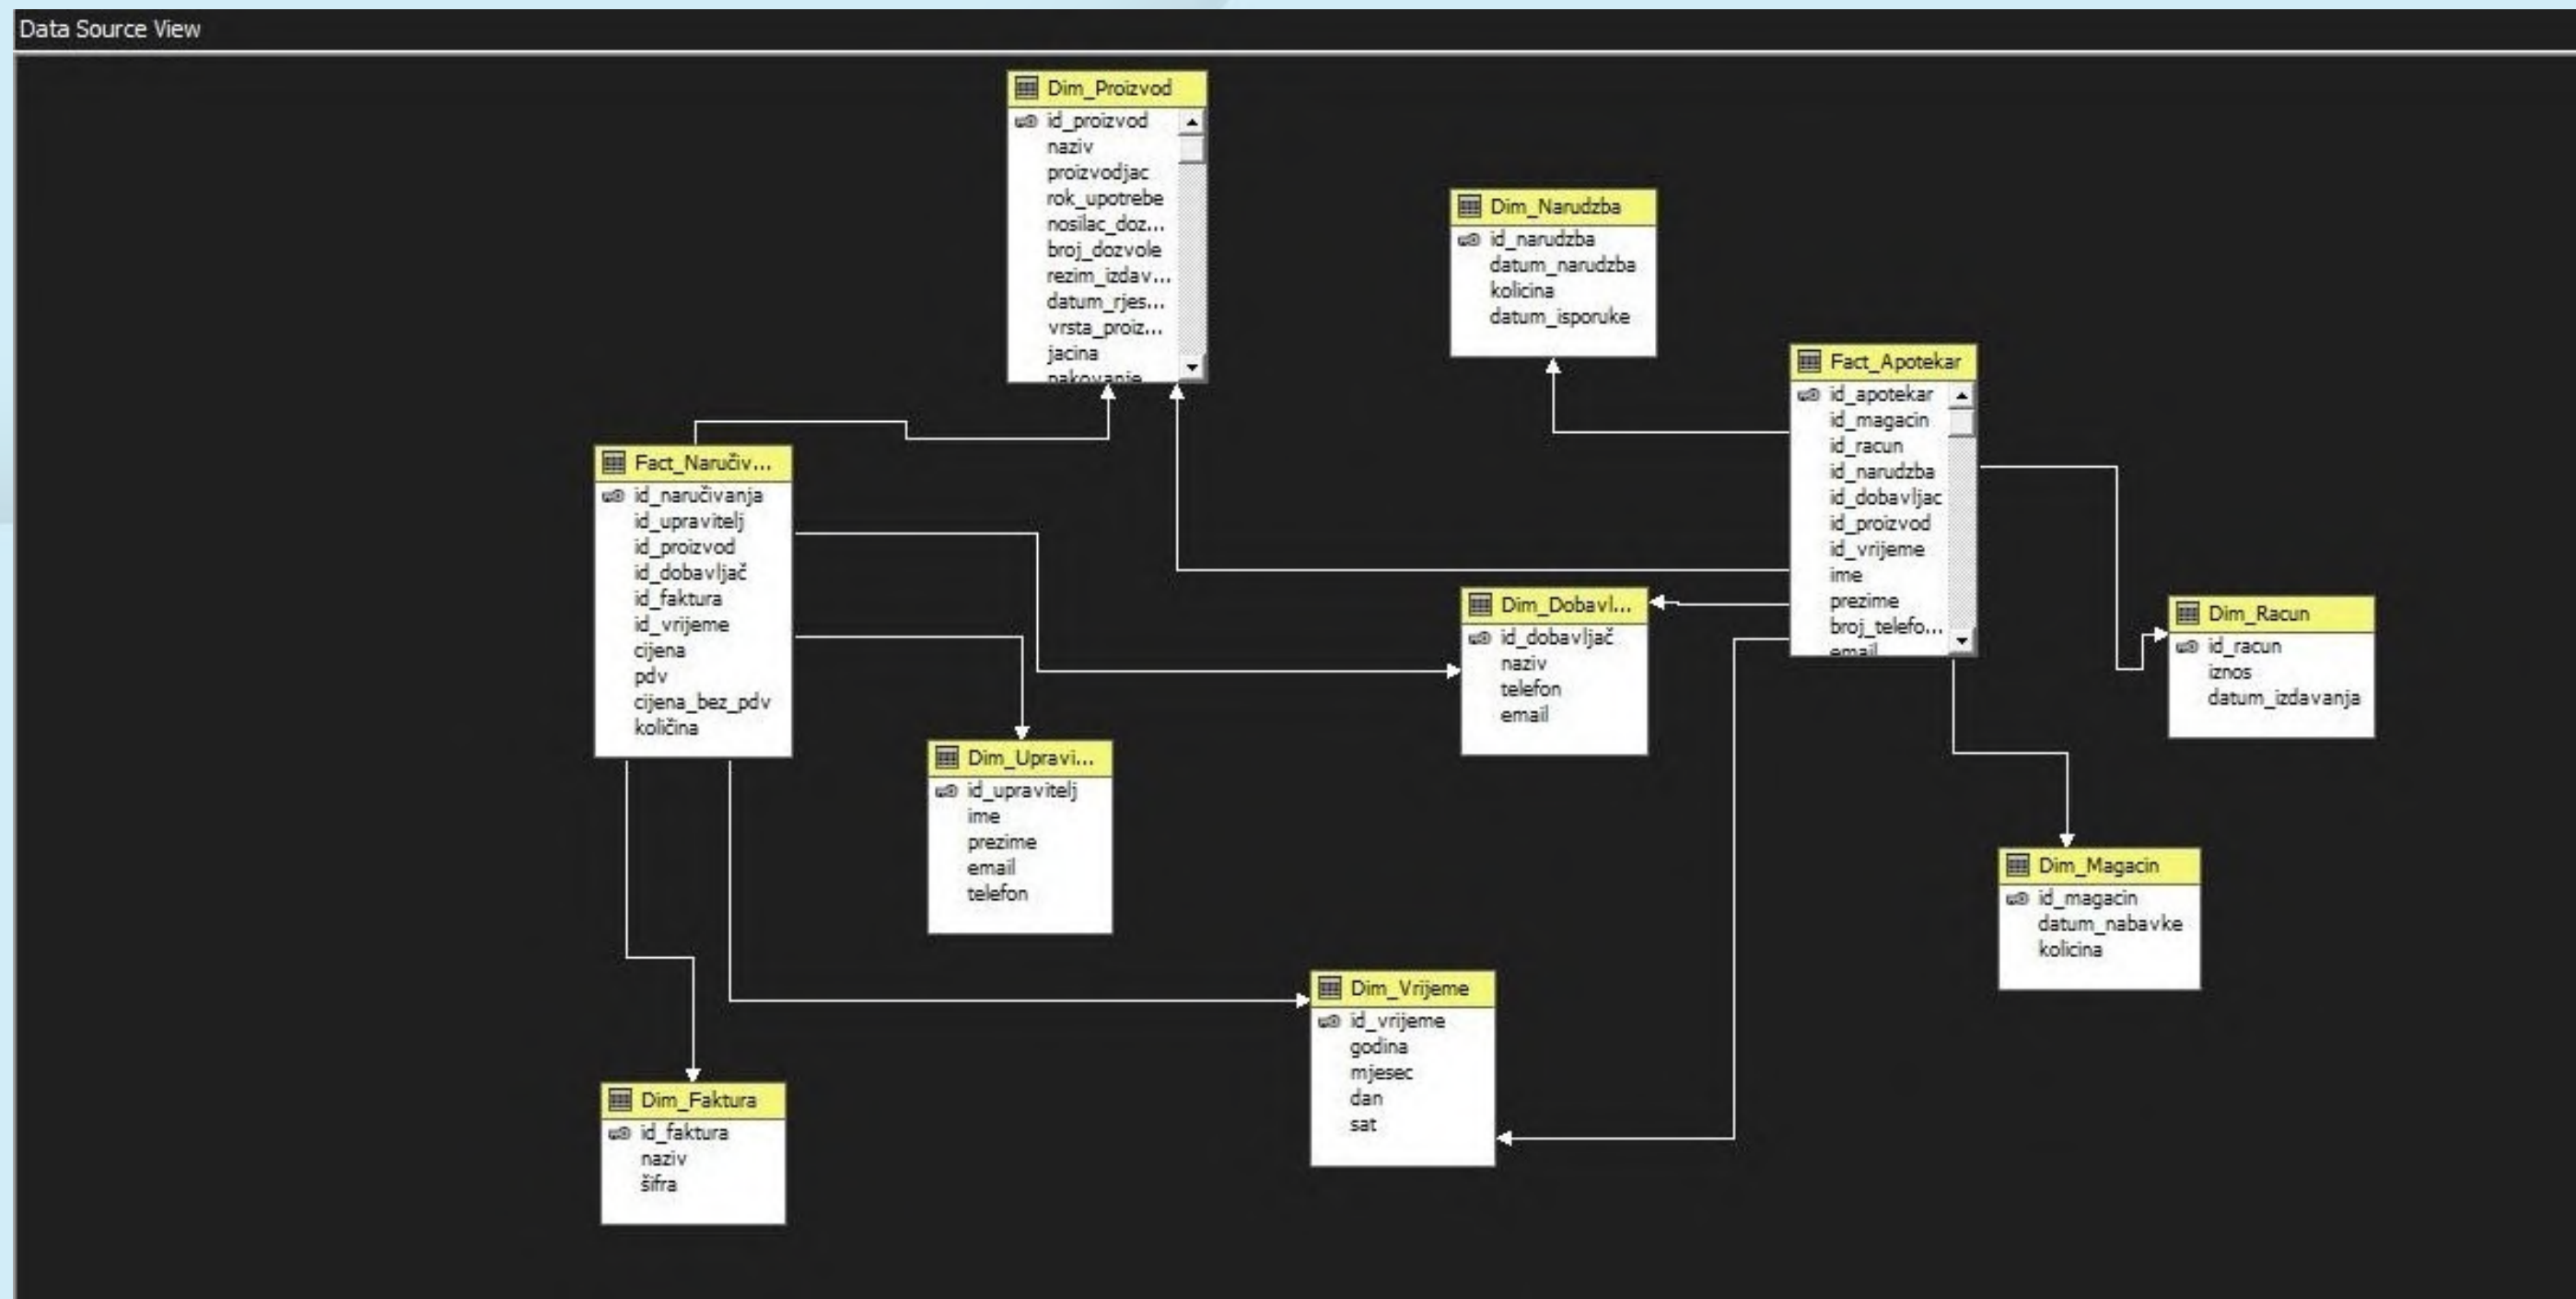 Data Source View
Dim_Proizvod
id_proizvod
naziv
proizvodjac
rok_upotrebe
nosilac_doz...
broj_dozvole
rezim_izdav...
datum_rjes...
vrsta_proiz...
jacina
pakovanje
Dim_Narudzba
id_narudzba
datum_narudzba
kolicina
datum_isporuke
Fact_Apotekar
id_apotekar
id_magacin
id_racun
id_narudzba
id_dobavljac
id_proizvod
id_vrijeme
ime
prezime
broj_telefo...
email
Fact_Naručiv...
id_naručivanja
id_upravitelj
id_proizvod
id_dobavljač
id_faktura
id_vrijeme
cijena
pdv
cijena_bez_pdv
količina
Dim_Dobavl...
id_dobavljač
naziv
telefon
email
Dim_Racun
id_racun
iznos
datum_izdavanja
Dim_Upravi...
id_upravitelj
ime
prezime
email
telefon
Dim_Magacin
id_magacin
datum_nabavke
kolicina
Dim_Vrijeme
id_vrijeme
godina
mjesec
dan
sat
Dim_Faktura
id_faktura
naziv
šifra